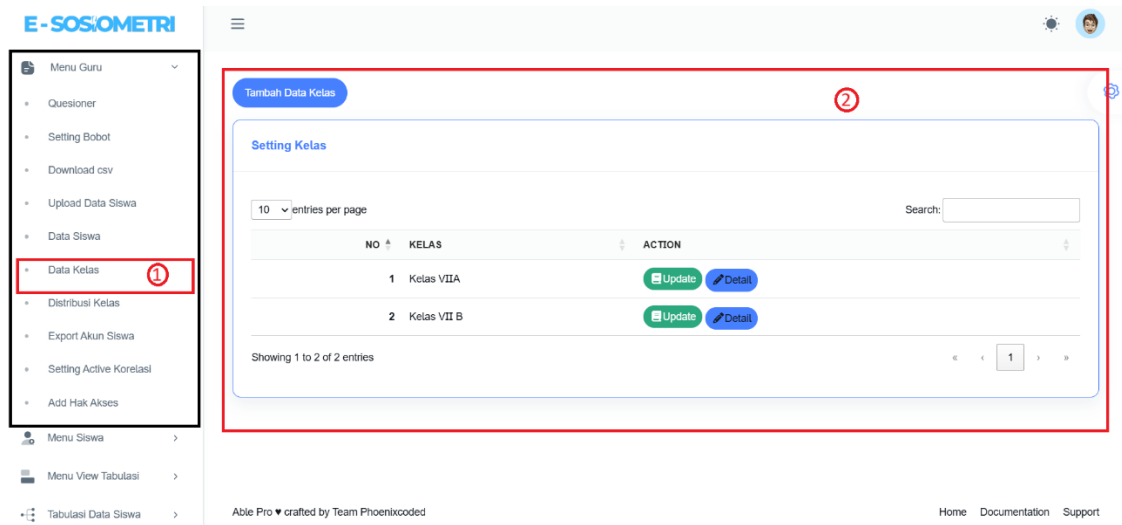 E-SOSIOMETRI
Menu Guru
Quesioner
Setting Bobot
Download csv
Upload Data Siswa
Data Siswa
Data Kelas
1
Distribusi Kelas
Export Akun Siswa
Setting Active Korelasi
Add Hak Akses
Menu Siswa
Menu View Tabulasi
Tabulasi Data Siswa
Tambah Data Kelas
2
Setting Kelas
10 entries per page Search:
NO KELAS ACTION
1 Kelas VIIA Update Detail
2 Kelas VII B Update Detail
Showing 1 to 2 of 2 entries « ‹ 1 › »
Able Pro ♥ crafted by Team Phoenixcoded Home Documentation Support